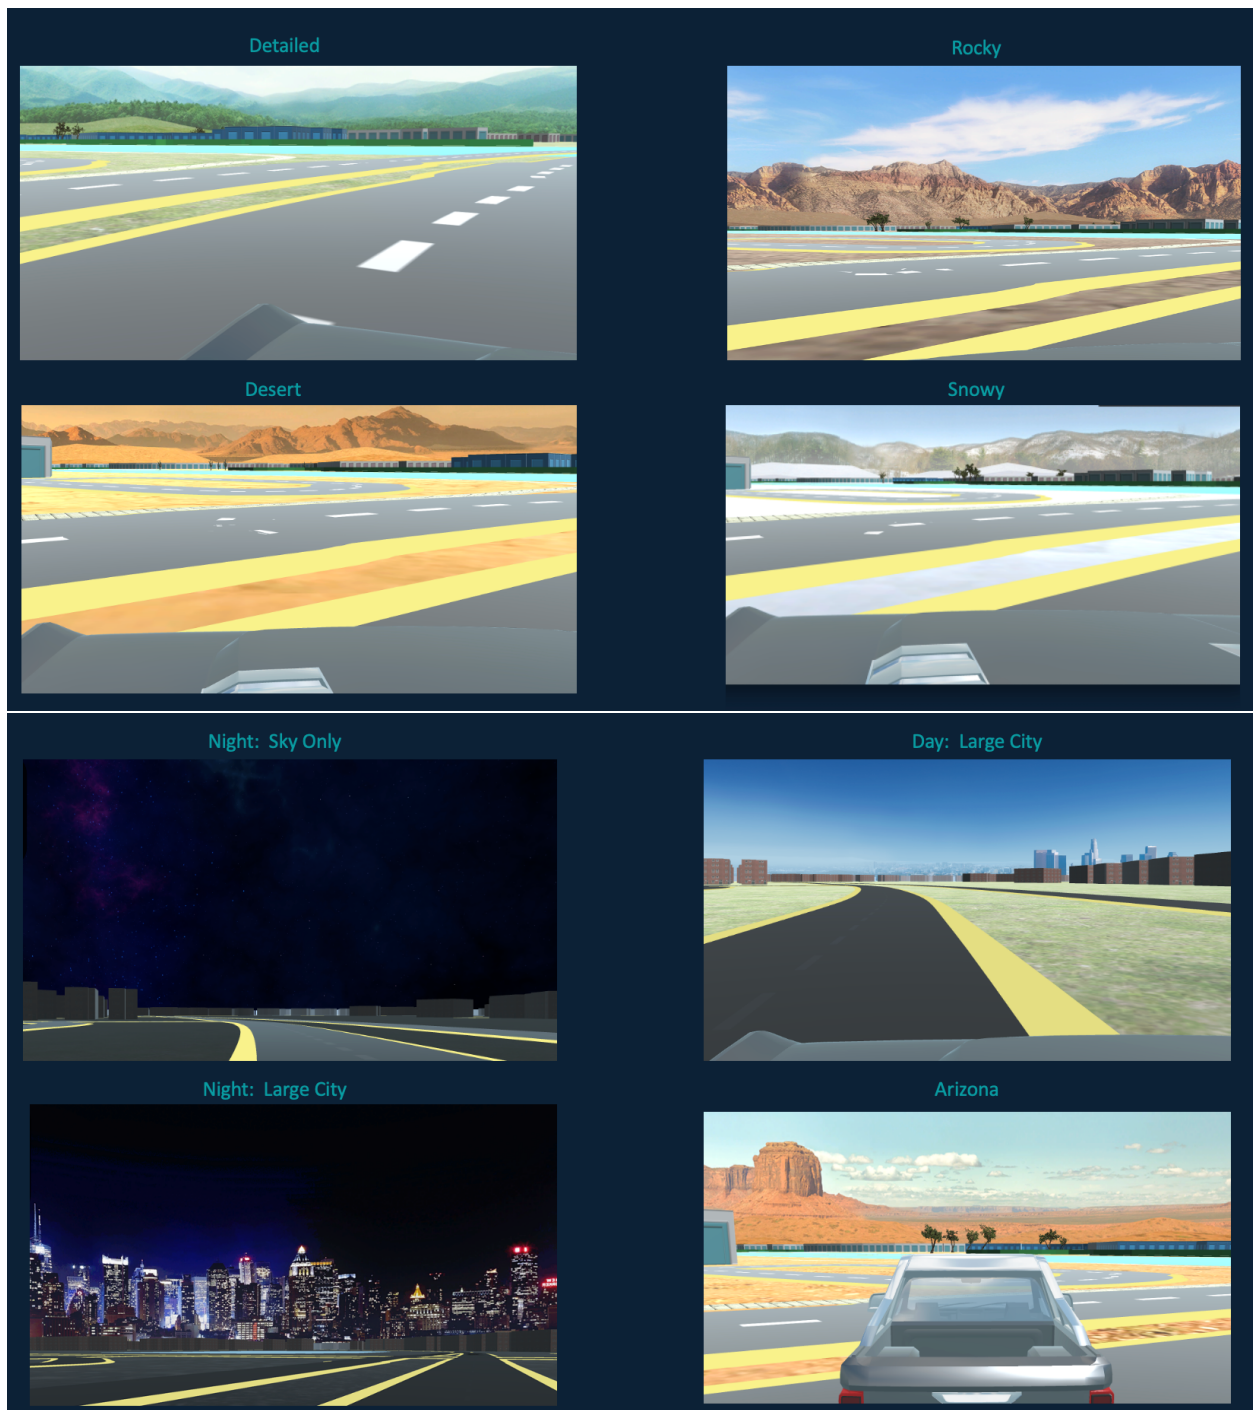 Detailed
Rocky
Desert
Snowy
Night:  Sky Only
Day:  Large City
Night:  Large City
Arizona